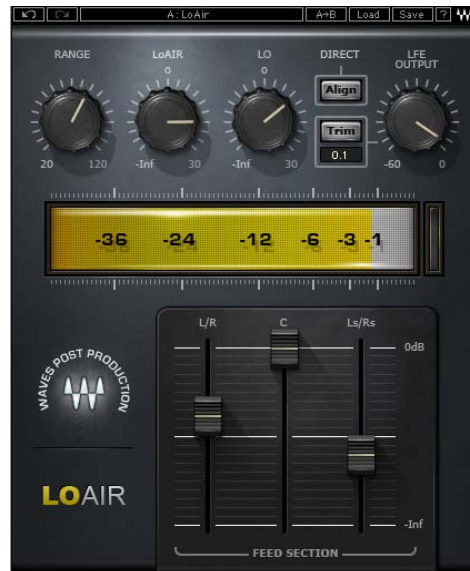 A:LoAir A→B Load Save ?
RANGE LoAIR LO DIRECT LFE OUTPUT
0 0
Align
Trim
0.1
20 120 -Inf 30 -Inf 30 -60 0
-36 -24 -12 -6 -3 -1
L/R C Ls/Rs
0dB
WAVES POST PRODUCTION
LOAIR
-Inf
FEED SECTION